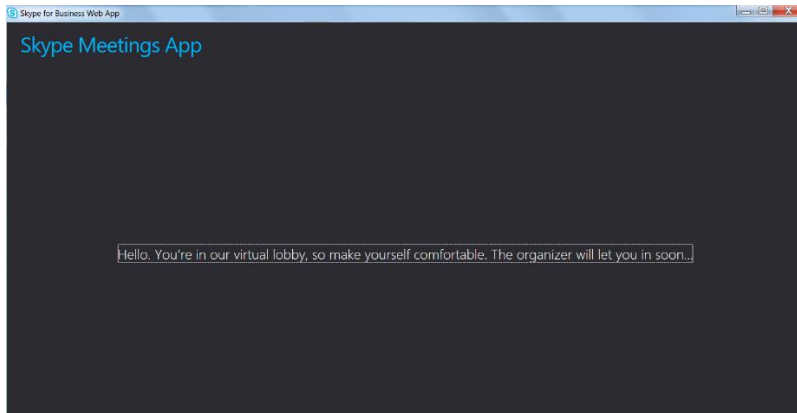 Skype for Business Web App
Skype Meetings App
Hello. You're in our virtual lobby, so make yourself comfortable. The organizer will let you in soon...